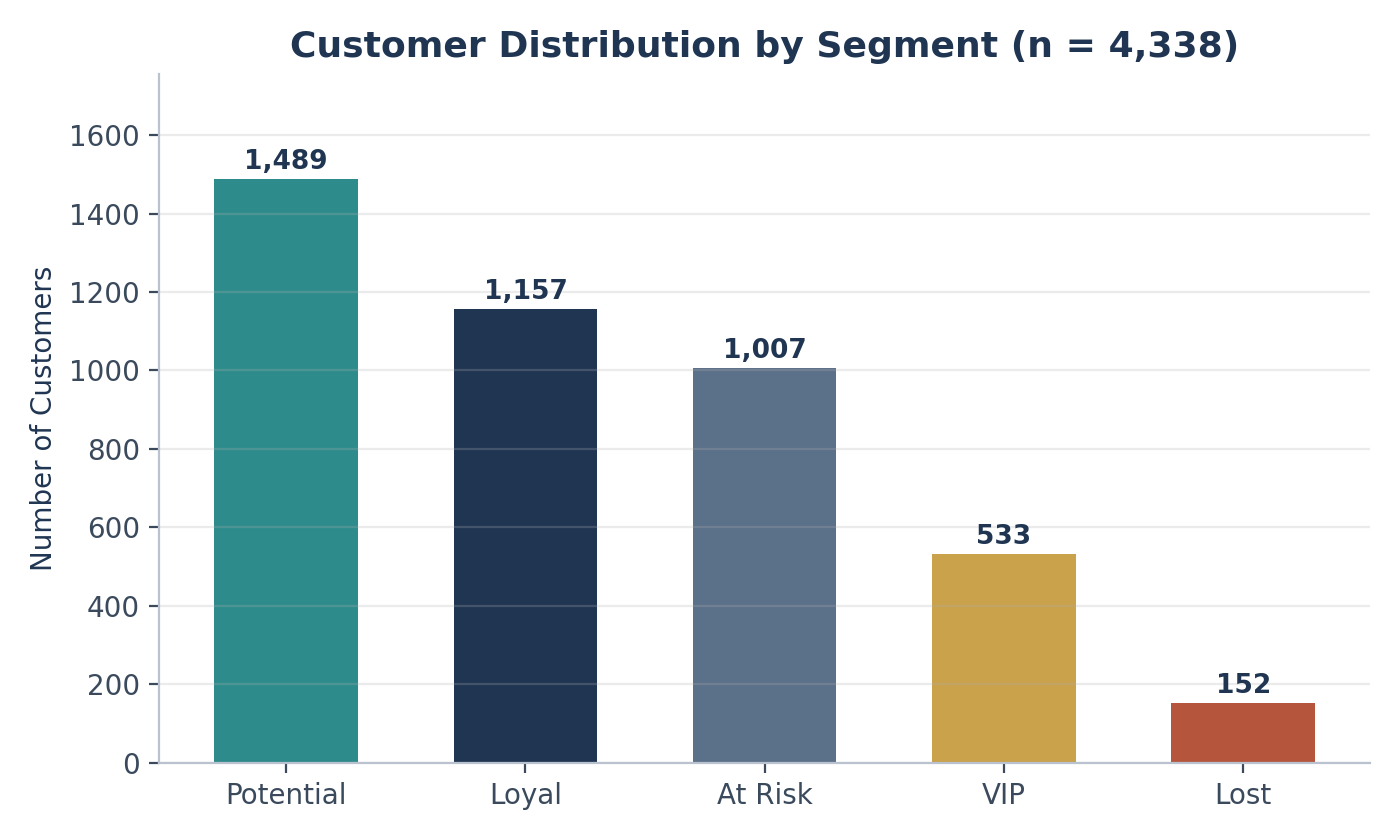 Customer Distribution by Segment (n = 4,338)
Number of Customers
1600
1400
1200
1000
800
600
400
200
0
1,489
1,157
1,007
533
152
Potential
Loyal
At Risk
VIP
Lost